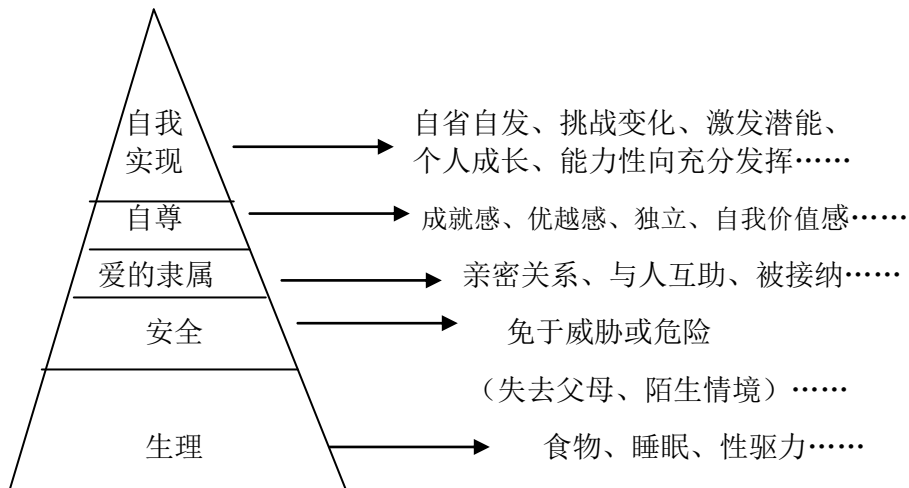 自我
实现
自省自发、挑战变化、激发潜能、
个人成长、能力性向充分发挥……
自尊
成就感、优越感、独立、自我价值感……
爱的隶属
亲密关系、与人互助、被接纳……
安全
免于威胁或危险
（失去父母、陌生情境）……
生理
食物、睡眠、性驱力……